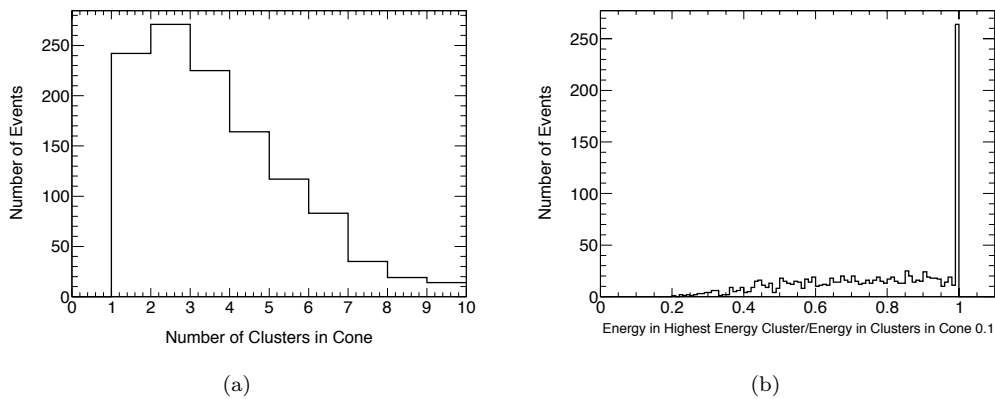 Number of Events
250
200
150
100
50
0
0 1 2 3 4 5 6 7 8 9 10
Number of Clusters in Cone
(a)
Number of Events
250
200
150
100
50
0
0 0.2 0.4 0.6 0.8 1
Energy in Highest Energy Cluster/Energy in Clusters in Cone 0.1
(b)